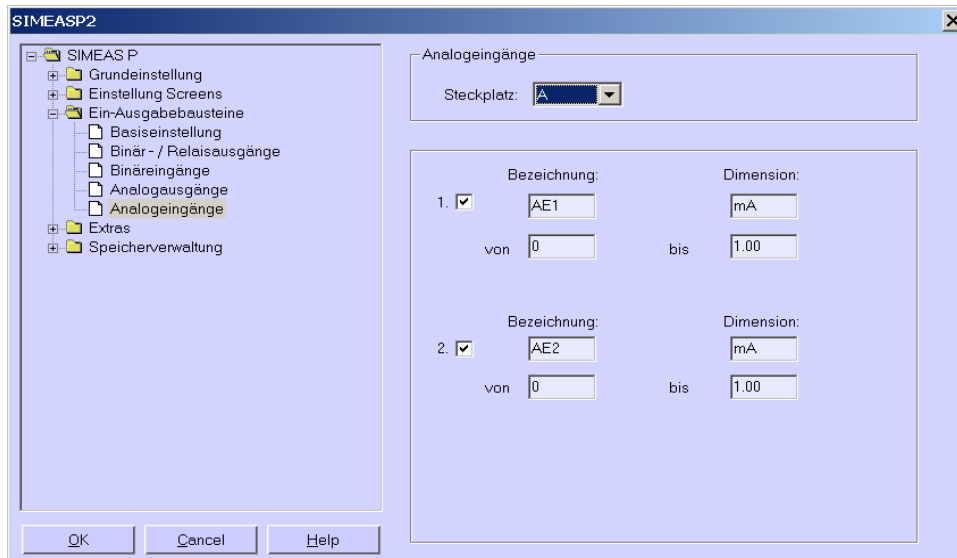 SIMEASP2
SIMEAS P
Grundeinstellung
Einstellung Screens
Ein-Ausgabebausteine
Basiseinstellung
Binär - / Relaisausgänge
Binäreingänge
Analogausgänge
Analogeingänge
Extras
Speicherverwaltung
OK Cancel Help
Analogeingänge
Steckplatz: A
Bezeichnung: Dimension:
1. AE1 mA
von 0 bis 1.00
Bezeichnung: Dimension:
2. AE2 mA
von 0 bis 1.00